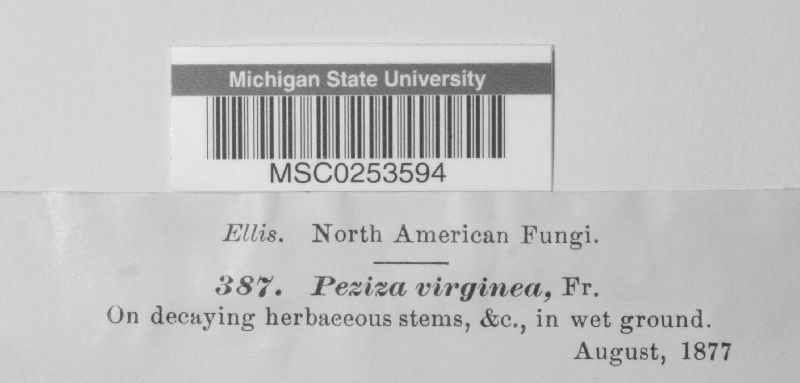 Michigan State University
MSC0253594
Ellis. North American Fungi.
387. Peziza virginea, Fr.
On decaying herbaceous stems, &c., in wet ground.
August, 1877